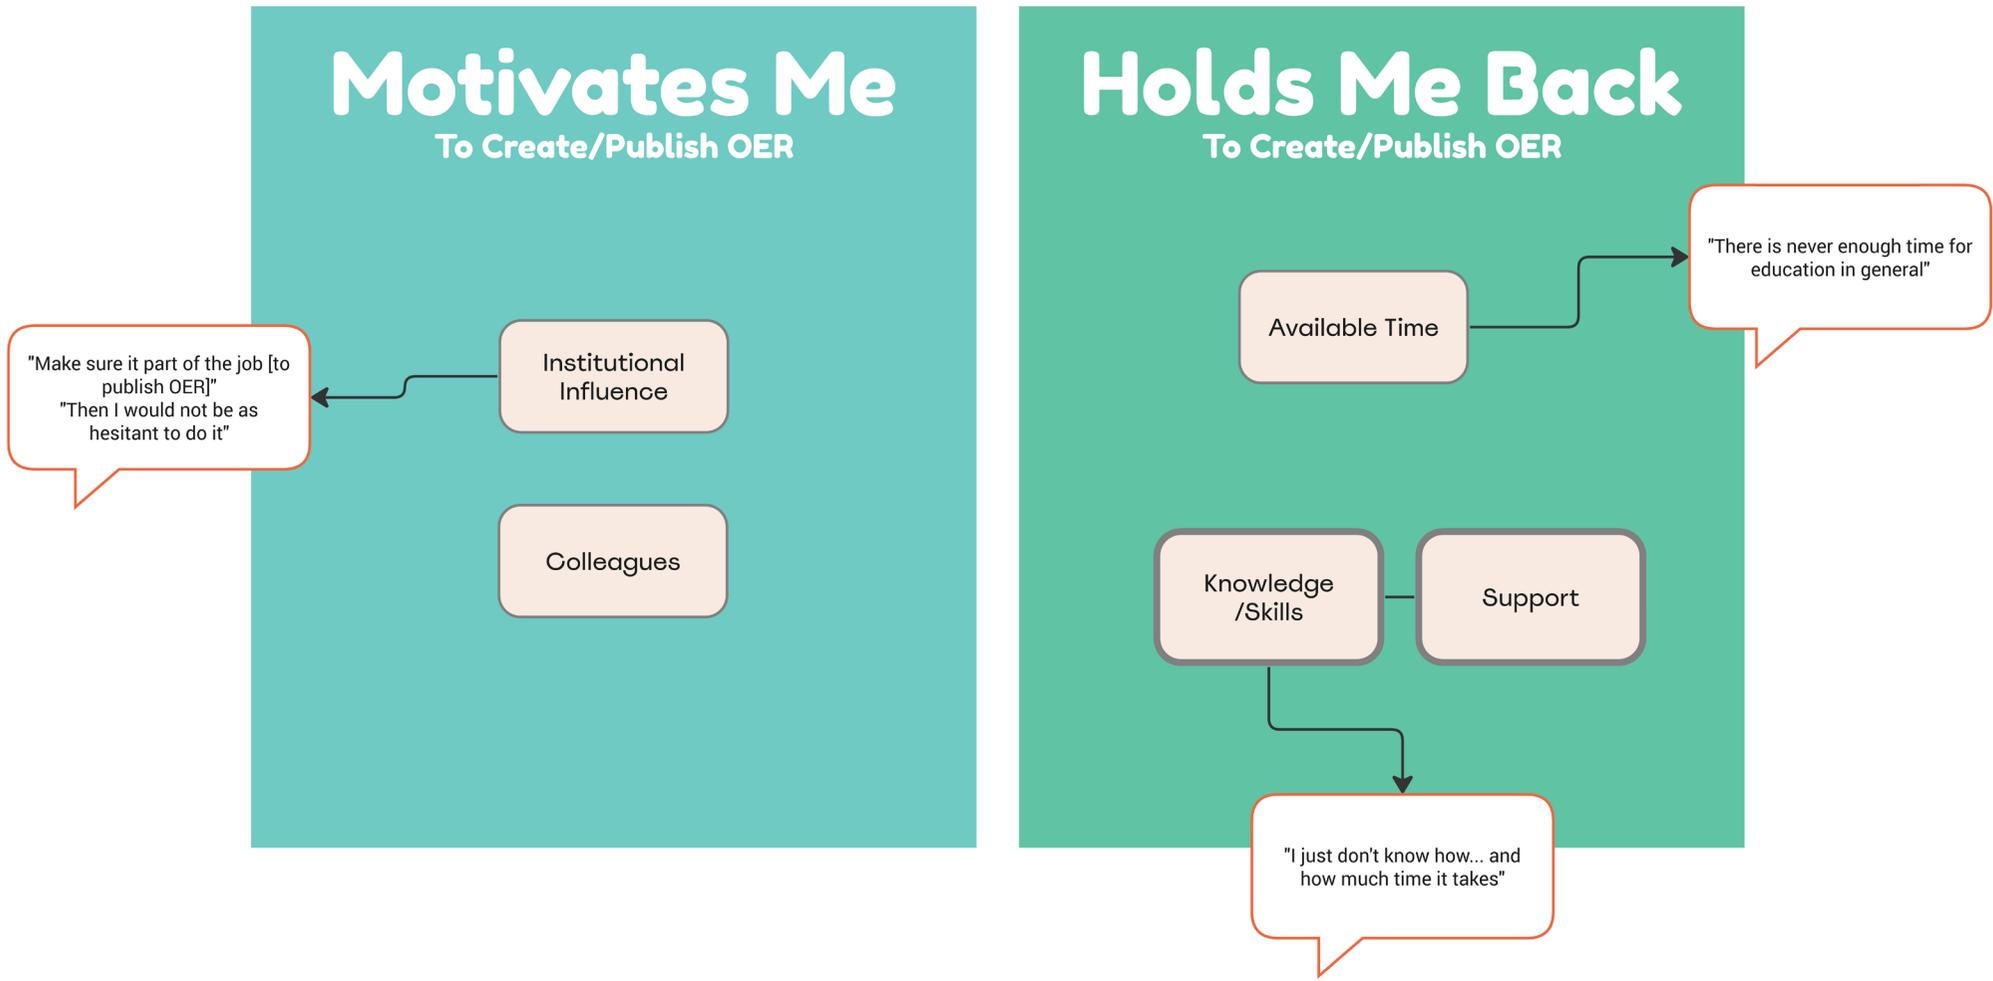 Motivates Me
To Create/Publish OER
"Make sure it part of the job [to
publish OER]"
"Then I would not be as
hesitant to do it"
Institutional
Influence
Colleagues
Holds Me Back
To Create/Publish OER
Available Time
"There is never enough time for
education in general"
Knowledge
/Skills
Support
"I just don't know how... and
how much time it takes"